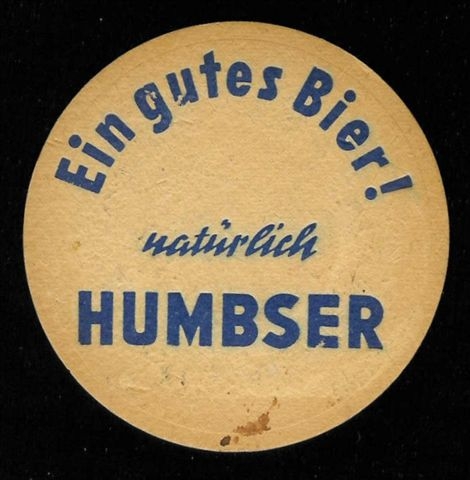 Ein gutes Bier!
natürlich
HUMBSER